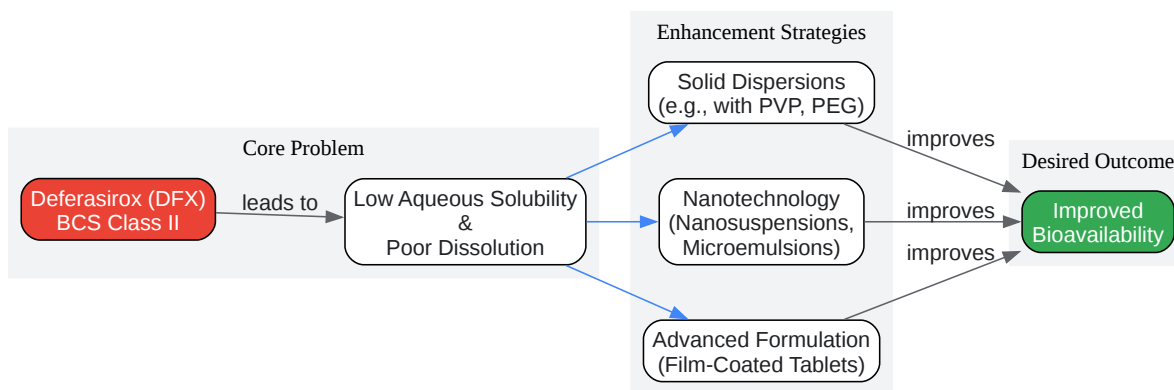 Core Problem
Deferasirox (DFX)
BCS Class II
leads to
Low Aqueous Solubility
&
Poor Dissolution
Enhancement Strategies
Solid Dispersions
(e.g., with PVP, PEG)
Nanotechnology
(Nanosuspensions,
Microemulsions)
Advanced Formulation
(Film-Coated Tablets)
improves
improves
improves
Desired Outcome
Improved
Bioavailability